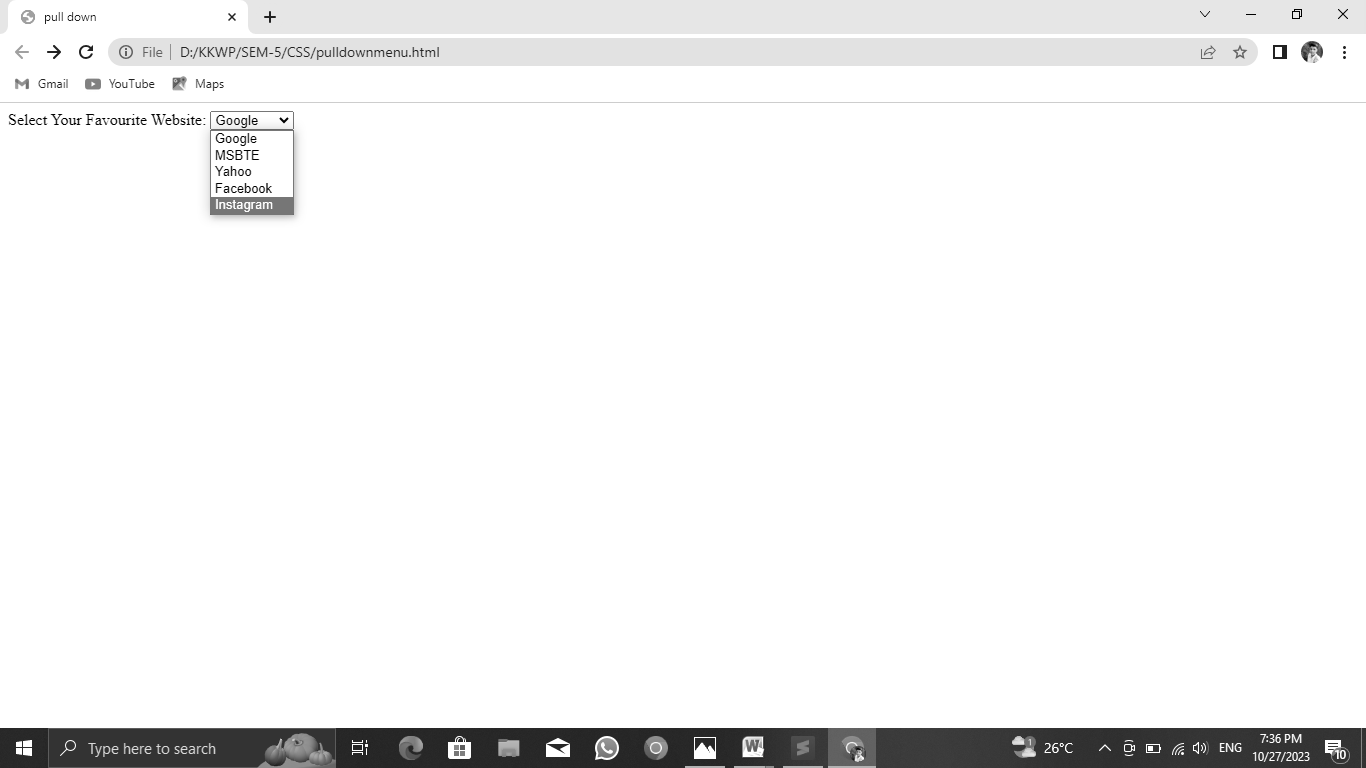 pull down
File D:/KKWP/SEM-5/CSS/pulldownmenu.html
Gmail YouTube Maps
Select Your Favourite Website: Google
Google
MSBTE
Yahoo
Facebook
Instagram
Type here to search
1
26°C
ENG
7:36 PM
10/27/2023
10